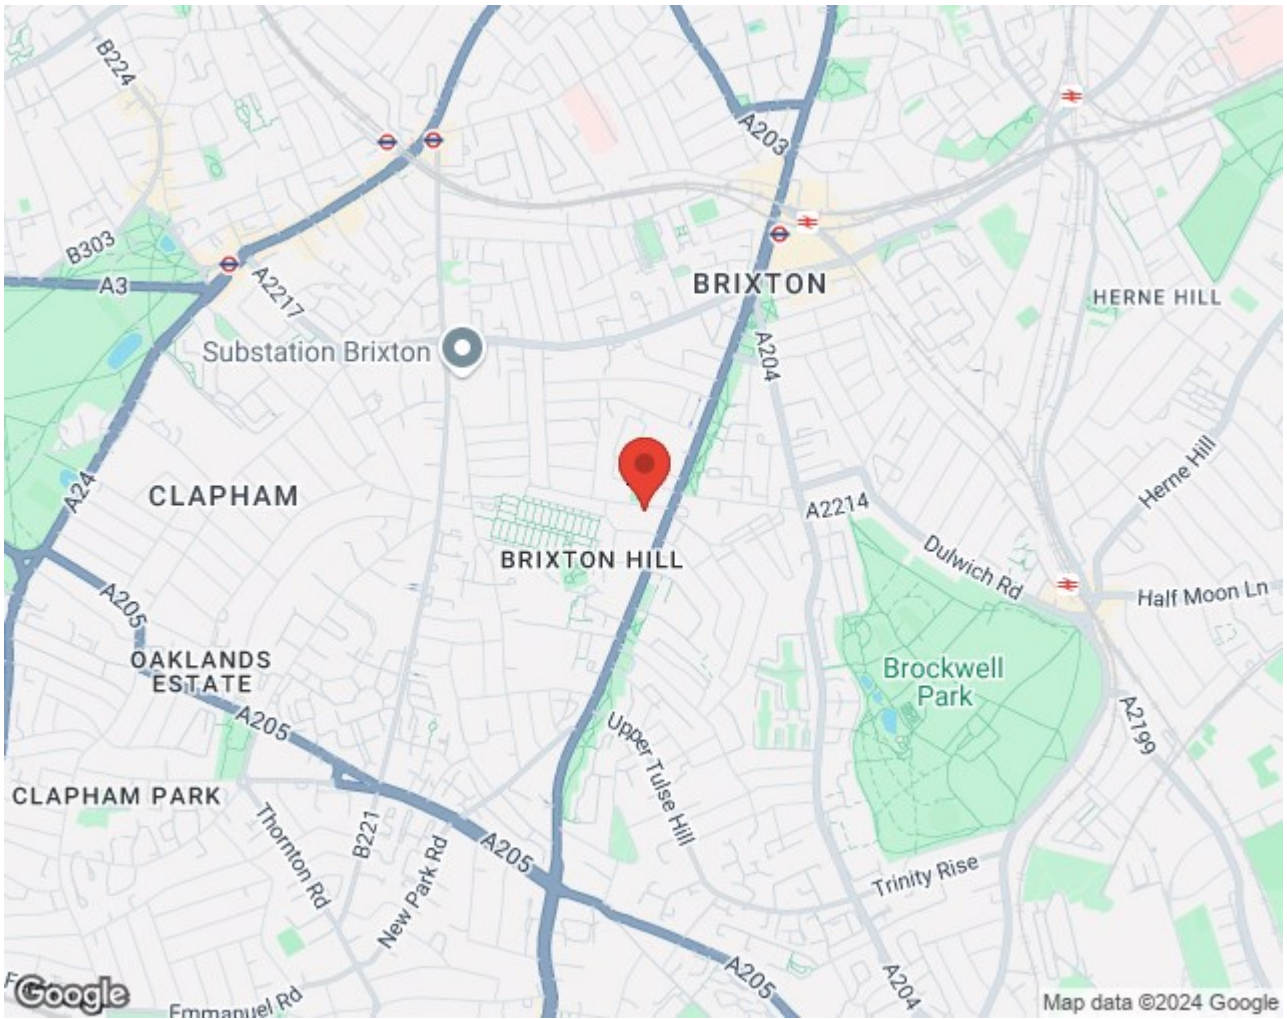 B224
A203
B303
A3
A2217
BRIXTON
HERNE HILL
Substation Brixton
A204
A24
CLAPHAM
A2214
Herne Hill
BRIXTON HILL
Dulwich Rd
Half Moon Ln
A205
OAKLANDS
ESTATE
Brockwell
Park
A205
Upper Tulse Hill
A2199
CLAPHAM PARK
Thornton Rd
B221
New Park Rd
A205
Trinity Rise
A205
A204
Google
Emmanuel Rd
Map data ©2024 Google